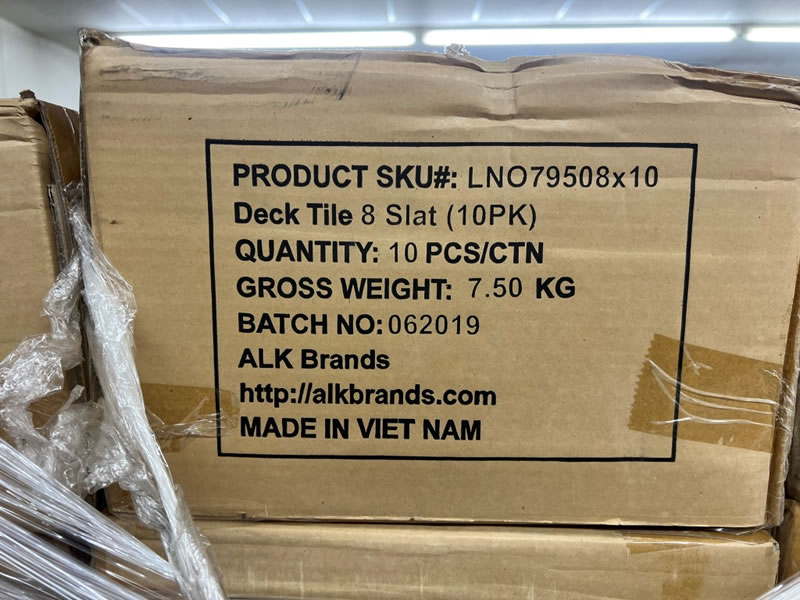 PRODUCT SKU#: LNO79508x10
Deck Tile 8 Slat (10PK)
QUANTITY: 10 PCS/CTN
GROSS WEIGHT: 7.50 KG
BATCH NO: 062019
ALK Brands
http://alkbrands.com
MADE IN VIET NAM